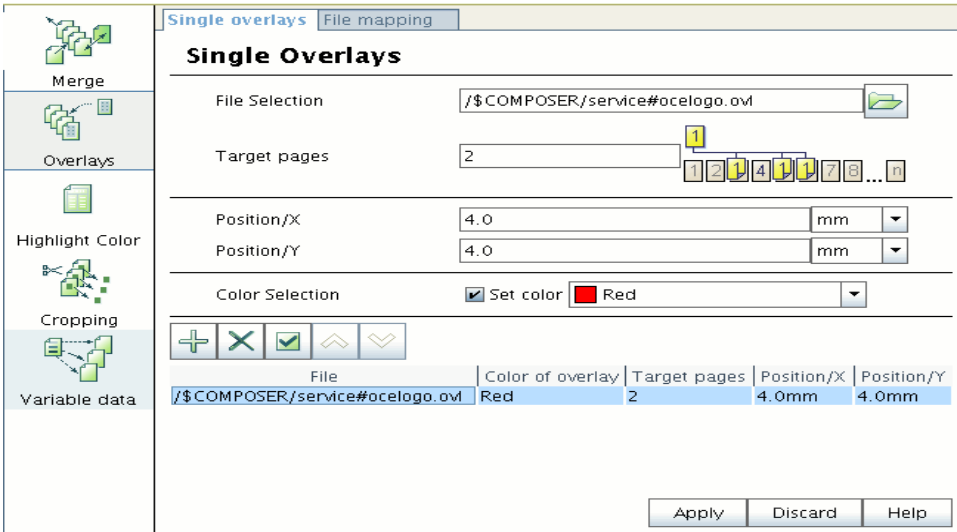 Single overlays File mapping
Single Overlays
Merge
File Selection /$COMPOSER/service#ocelogo.ovl
Overlays
Target pages 2
1
1 2 1 4 1 1 7 8 ... n
Highlight Color
Position/X 4.0 mm
Position/Y 4.0 mm
Cropping
Color Selection Set color Red
Variable data
File Color of overlay Target pages Position/X Position/Y
/$COMPOSER/service#ocelogo.ovl Red 2 4.0mm 4.0mm
Apply Discard Help